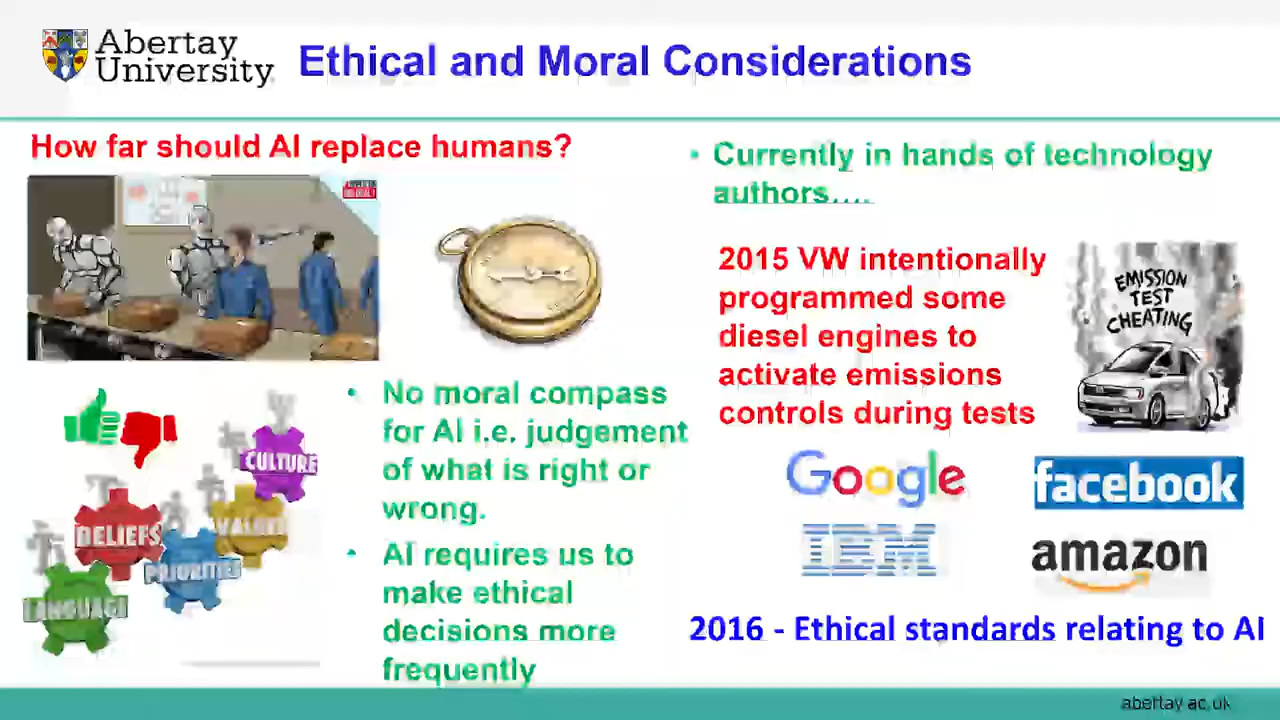 Abertay
University
Ethical and Moral Considerations
How far should AI replace humans?
No moral compass
for AI i.e. judgement
of what is right or
wrong.
AI requires us to
make ethical
decisions more
frequently
CULTURE
BELIEFS
VALUES
PRIORITIES
LANGUAGE
• Currently in hands of technology
authors....
2015 VW intentionally
programmed some
diesel engines to
activate emissions
controls during tests
EMISSION
TEST
CHEATING
Google
facebook
IBM
amazon
2016 - Ethical standards relating to AI
abertay.ac.uk